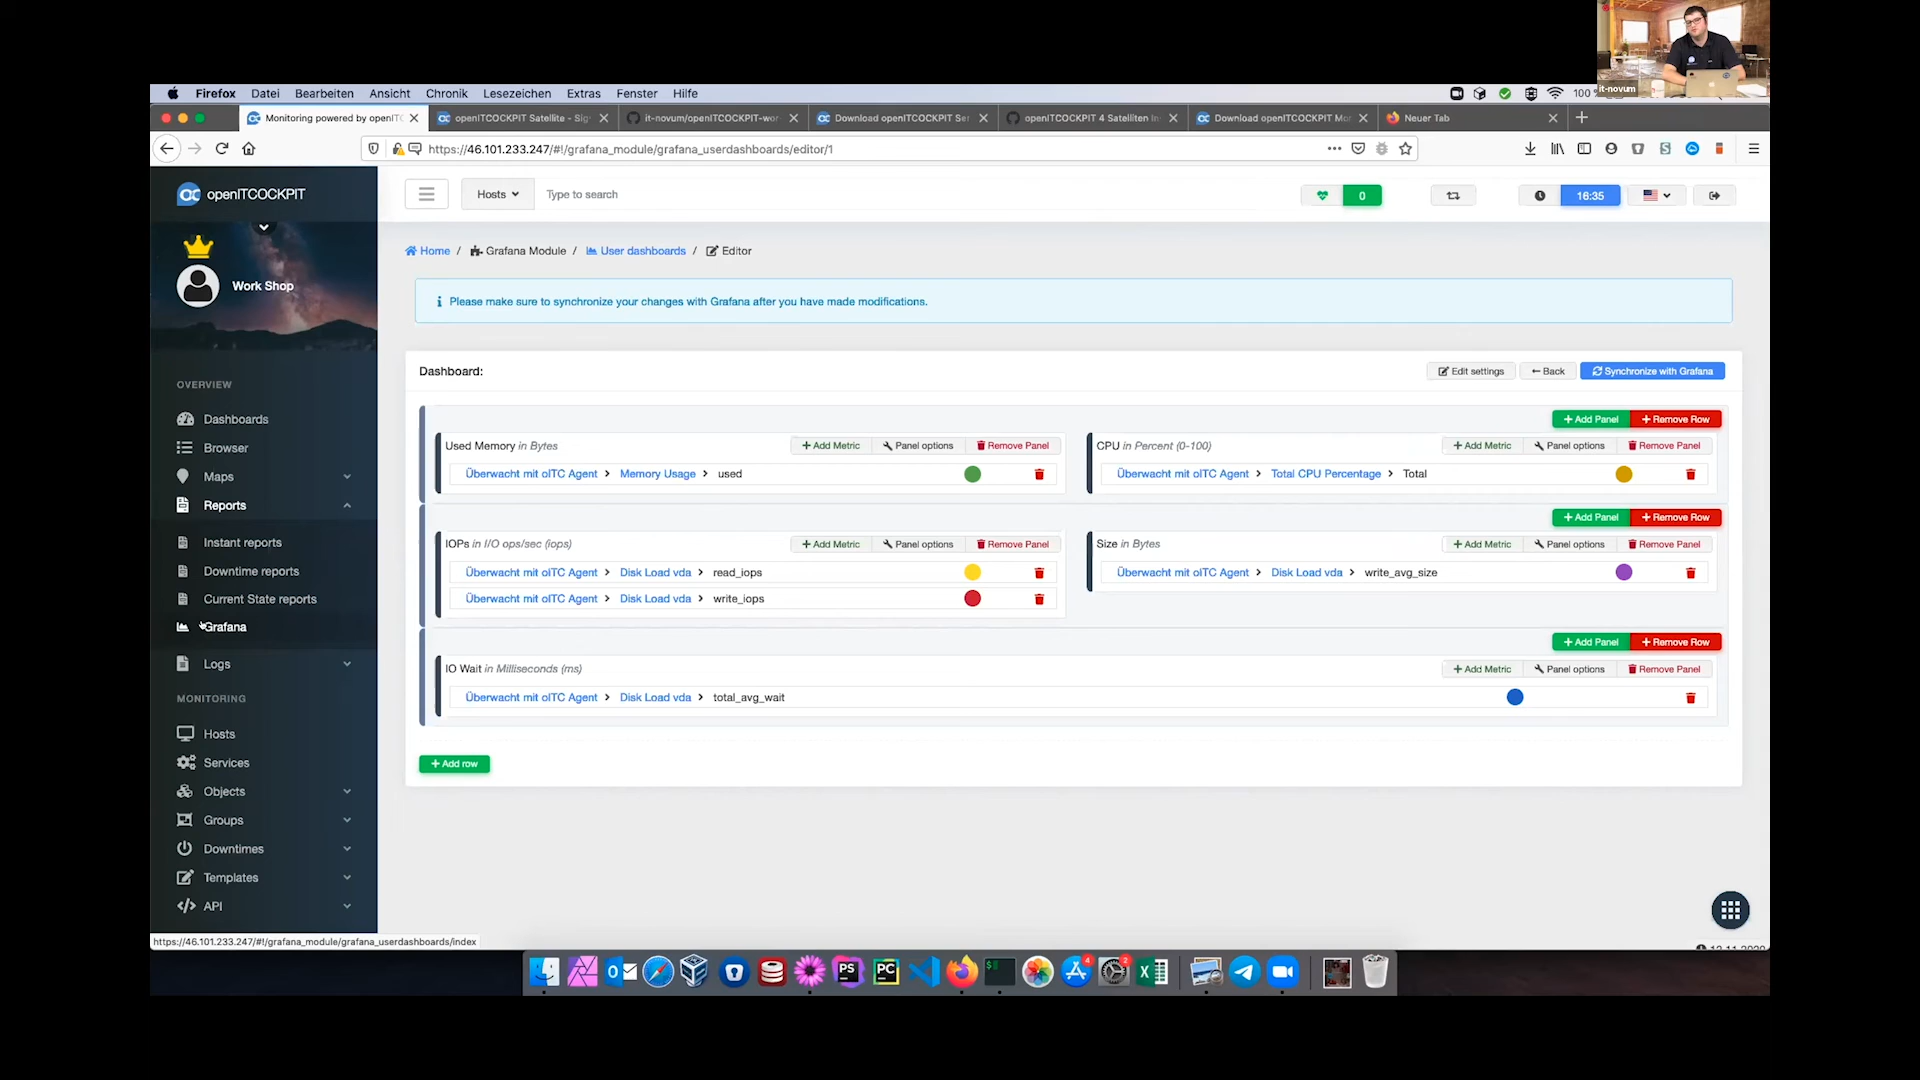 it-novum
Firefox Datei Bearbeiten Ansicht Chronik Lesezeichen Extras Fenster Hilfe 100
Monitoring powered by openITC
openITCOCKPIT Satellite - Sig
it-novum/openITCOCKPIT-wor
Download openITCOCKPIT Ser
openITCOCKPIT 4 Satelliten In
Download openITCOCKPIT Mon
Neuer Tab
https://46.101.233.247/#!/grafana_module/grafana_userdashboards/editor/1
openITCOCKPIT
Hosts Type to search 0 16:35
Work Shop
Home / Grafana Module / User dashboards / Editor
Please make sure to synchronize your changes with Grafana after you have made modifications.
OVERVIEW
Dashboards
Browser
Maps
Reports
Instant reports
Downtime reports
Current State reports
Grafana
Logs
MONITORING
Hosts
Services
Objects
Groups
Downtimes
Templates
API
Dashboard: Edit settings Back Synchronize with Grafana
Add Panel Remove Row
Used Memory in Bytes Add Metric Panel options Remove Panel
Überwacht mit oITC Agent > Memory Usage > used
CPU in Percent (0-100) Add Metric Panel options Remove Panel
Überwacht mit oITC Agent > Total CPU Percentage > Total
Add Panel Remove Row
IOPs in I/O ops/sec (iops) Add Metric Panel options Remove Panel
Überwacht mit oITC Agent > Disk Load vda > read_iops
Überwacht mit oITC Agent > Disk Load vda > write_iops
Size in Bytes Add Metric Panel options Remove Panel
Überwacht mit oITC Agent > Disk Load vda > write_avg_size
Add Panel Remove Row
IO Wait in Milliseconds (ms) Add Metric Panel options Remove Panel
Überwacht mit oITC Agent > Disk Load vda > total_avg_wait
Add row
https://46.101.233.247/#!/grafana_module/grafana_userdashboards/index
PS
PC
4
2